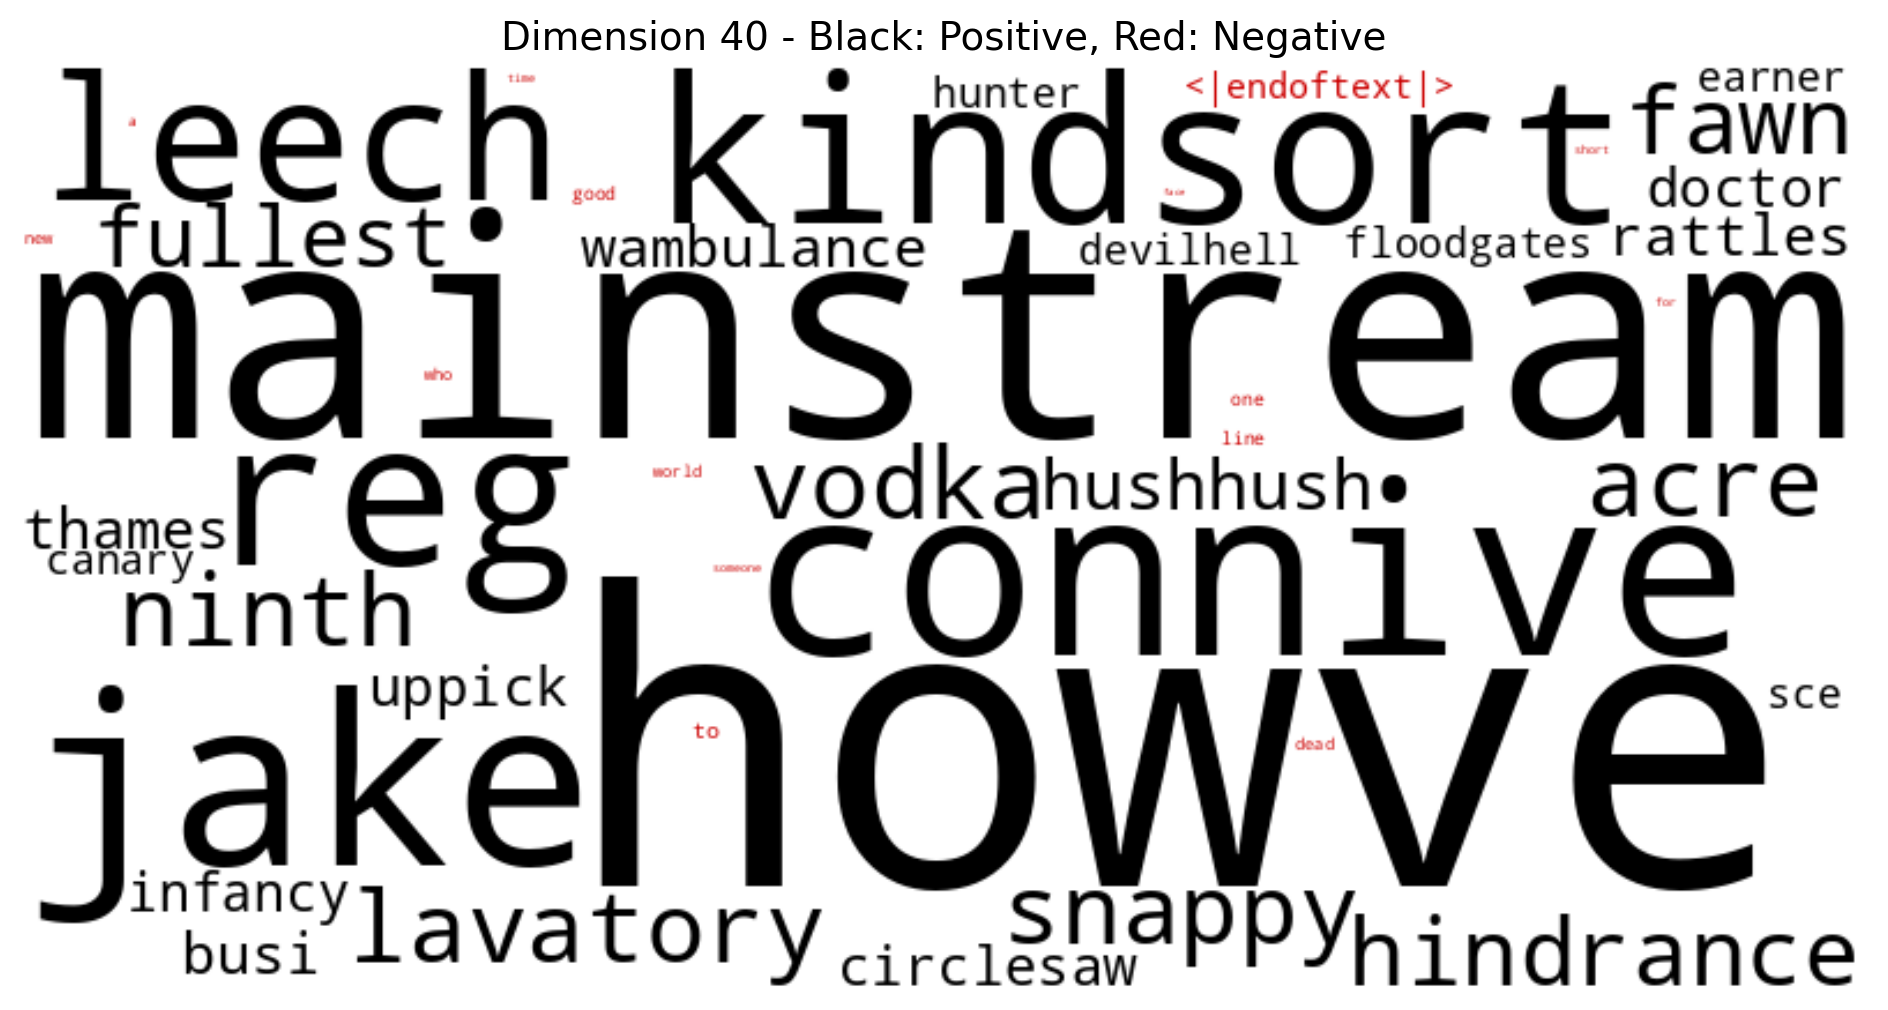 Dimension 40 - Black: Positive, Red: Negative
time
leech kindsort
hunter
<|endoftext|>
earner
fawn
a
short
good
face
doctor
fullest
new
wambulance
devilhell
floodgates
rattles
mainstream
for
who
one
line
reg
world
vodka
hushhush
acre
thames
canary
connive
someone
ninth
uppick
howve
sce
jake
to
dead
infancy
lavatory
snappy
hindrance
busi
circlesaw